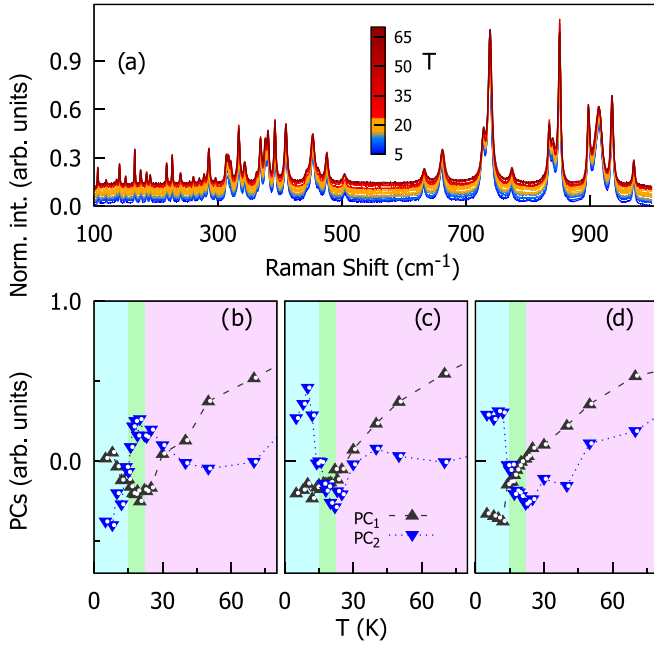 Norm. int. (arb. units)
0.9
0.6
0.3
0.0
(a)
65
50
35
20
5
T
100 300 500 700 900
Raman Shift (cm⁻¹)
PCs (arb. units)
1.0
0.0
(b) (c) (d)
PC₁
PC₂
0 30 60 0 30 60 0 30 60
T (K)